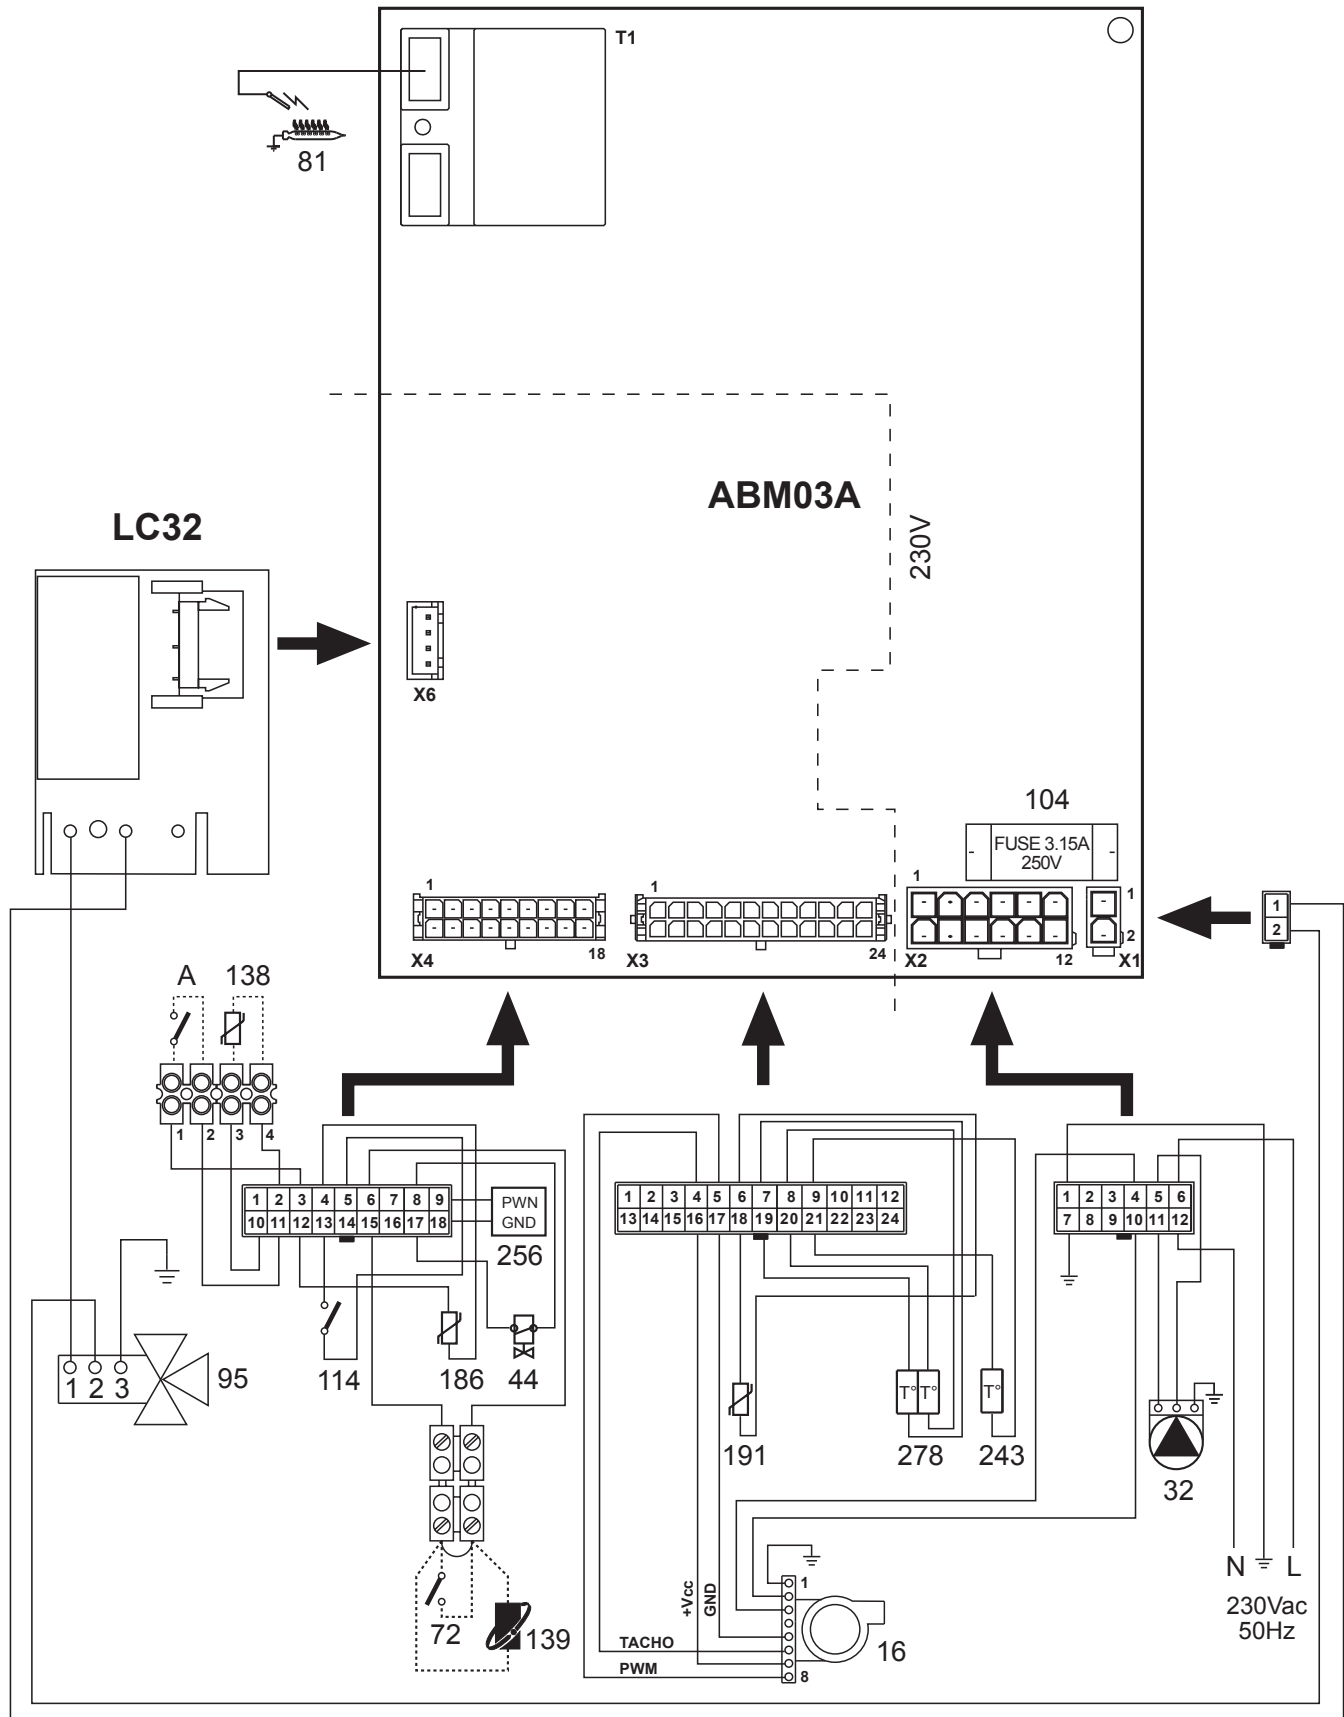 T1
81
ABM03A
230V
LC32
X6
104
FUSE 3.15A
250V
1
18
X4
1
24
X3
1
12
X2
1
2
X1
1
2
A
138
1
2
3
4
1 2 3 4 5 6 7 8 9
10 11 12 13 14 15 16 17 18
PWN
GND
256
1 2 3 4 5 6 7 8 9 10 11 12
13 14 15 16 17 18 19 20 21 22 23 24
1 2 3 4 5 6
7 8 9 10 11 12
1 2 3
95
114
186
44
191
T° T°
278
T°
243
32
72
139
+Vcc
GND
TACHO
PWM
1
8
16
N L
230Vac
50Hz